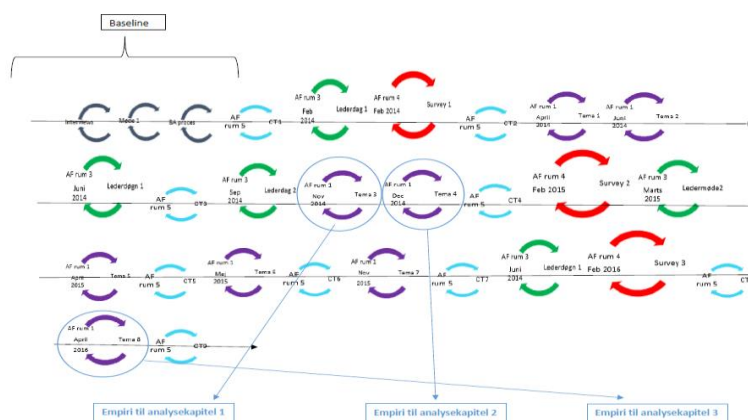 Baseline
Interviews Møde 1 SA proces
AF rum 5 CT1
AF rum 3 Feb 2014 Lederdag 1
AF rum 4 Feb 2014 Survey 1
AF rum 5 CT2
AF rum 1 April 2014 Tema 1
AF rum 1 Juni 2014 Tema 2
AF rum 3 Juni 2014 Lederdøgn 1
AF rum 5 CT3
AF rum 3 Sep 2014 Lederdag 2
AF rum 1 Nov 2014 Tema 3
AF rum 1 Dec 2014 Tema 4
AF rum 5 CT4
AF rum 4 Feb 2015 Survey 2
AF rum 3 Marts 2015 Ledermøde2
AF rum 1 April 2015 Tema 5
AF rum 5 CT5
AF rum 1 Maj 2015 Tema 6
AF rum 5 CT6
AF rum 1 Nov 2015 Tema 7
AF rum 5 CT7
AF rum 3 Juni 2014 Lederdøgn 1
AF rum 4 Feb 2016 Survey 3
AF rum 5
AF rum 1 April 2016 Tema 8
AF rum 5 CT9
Empiri til analysekapitel 1
Empiri til analysekapitel 2
Empiri til analysekapitel 3